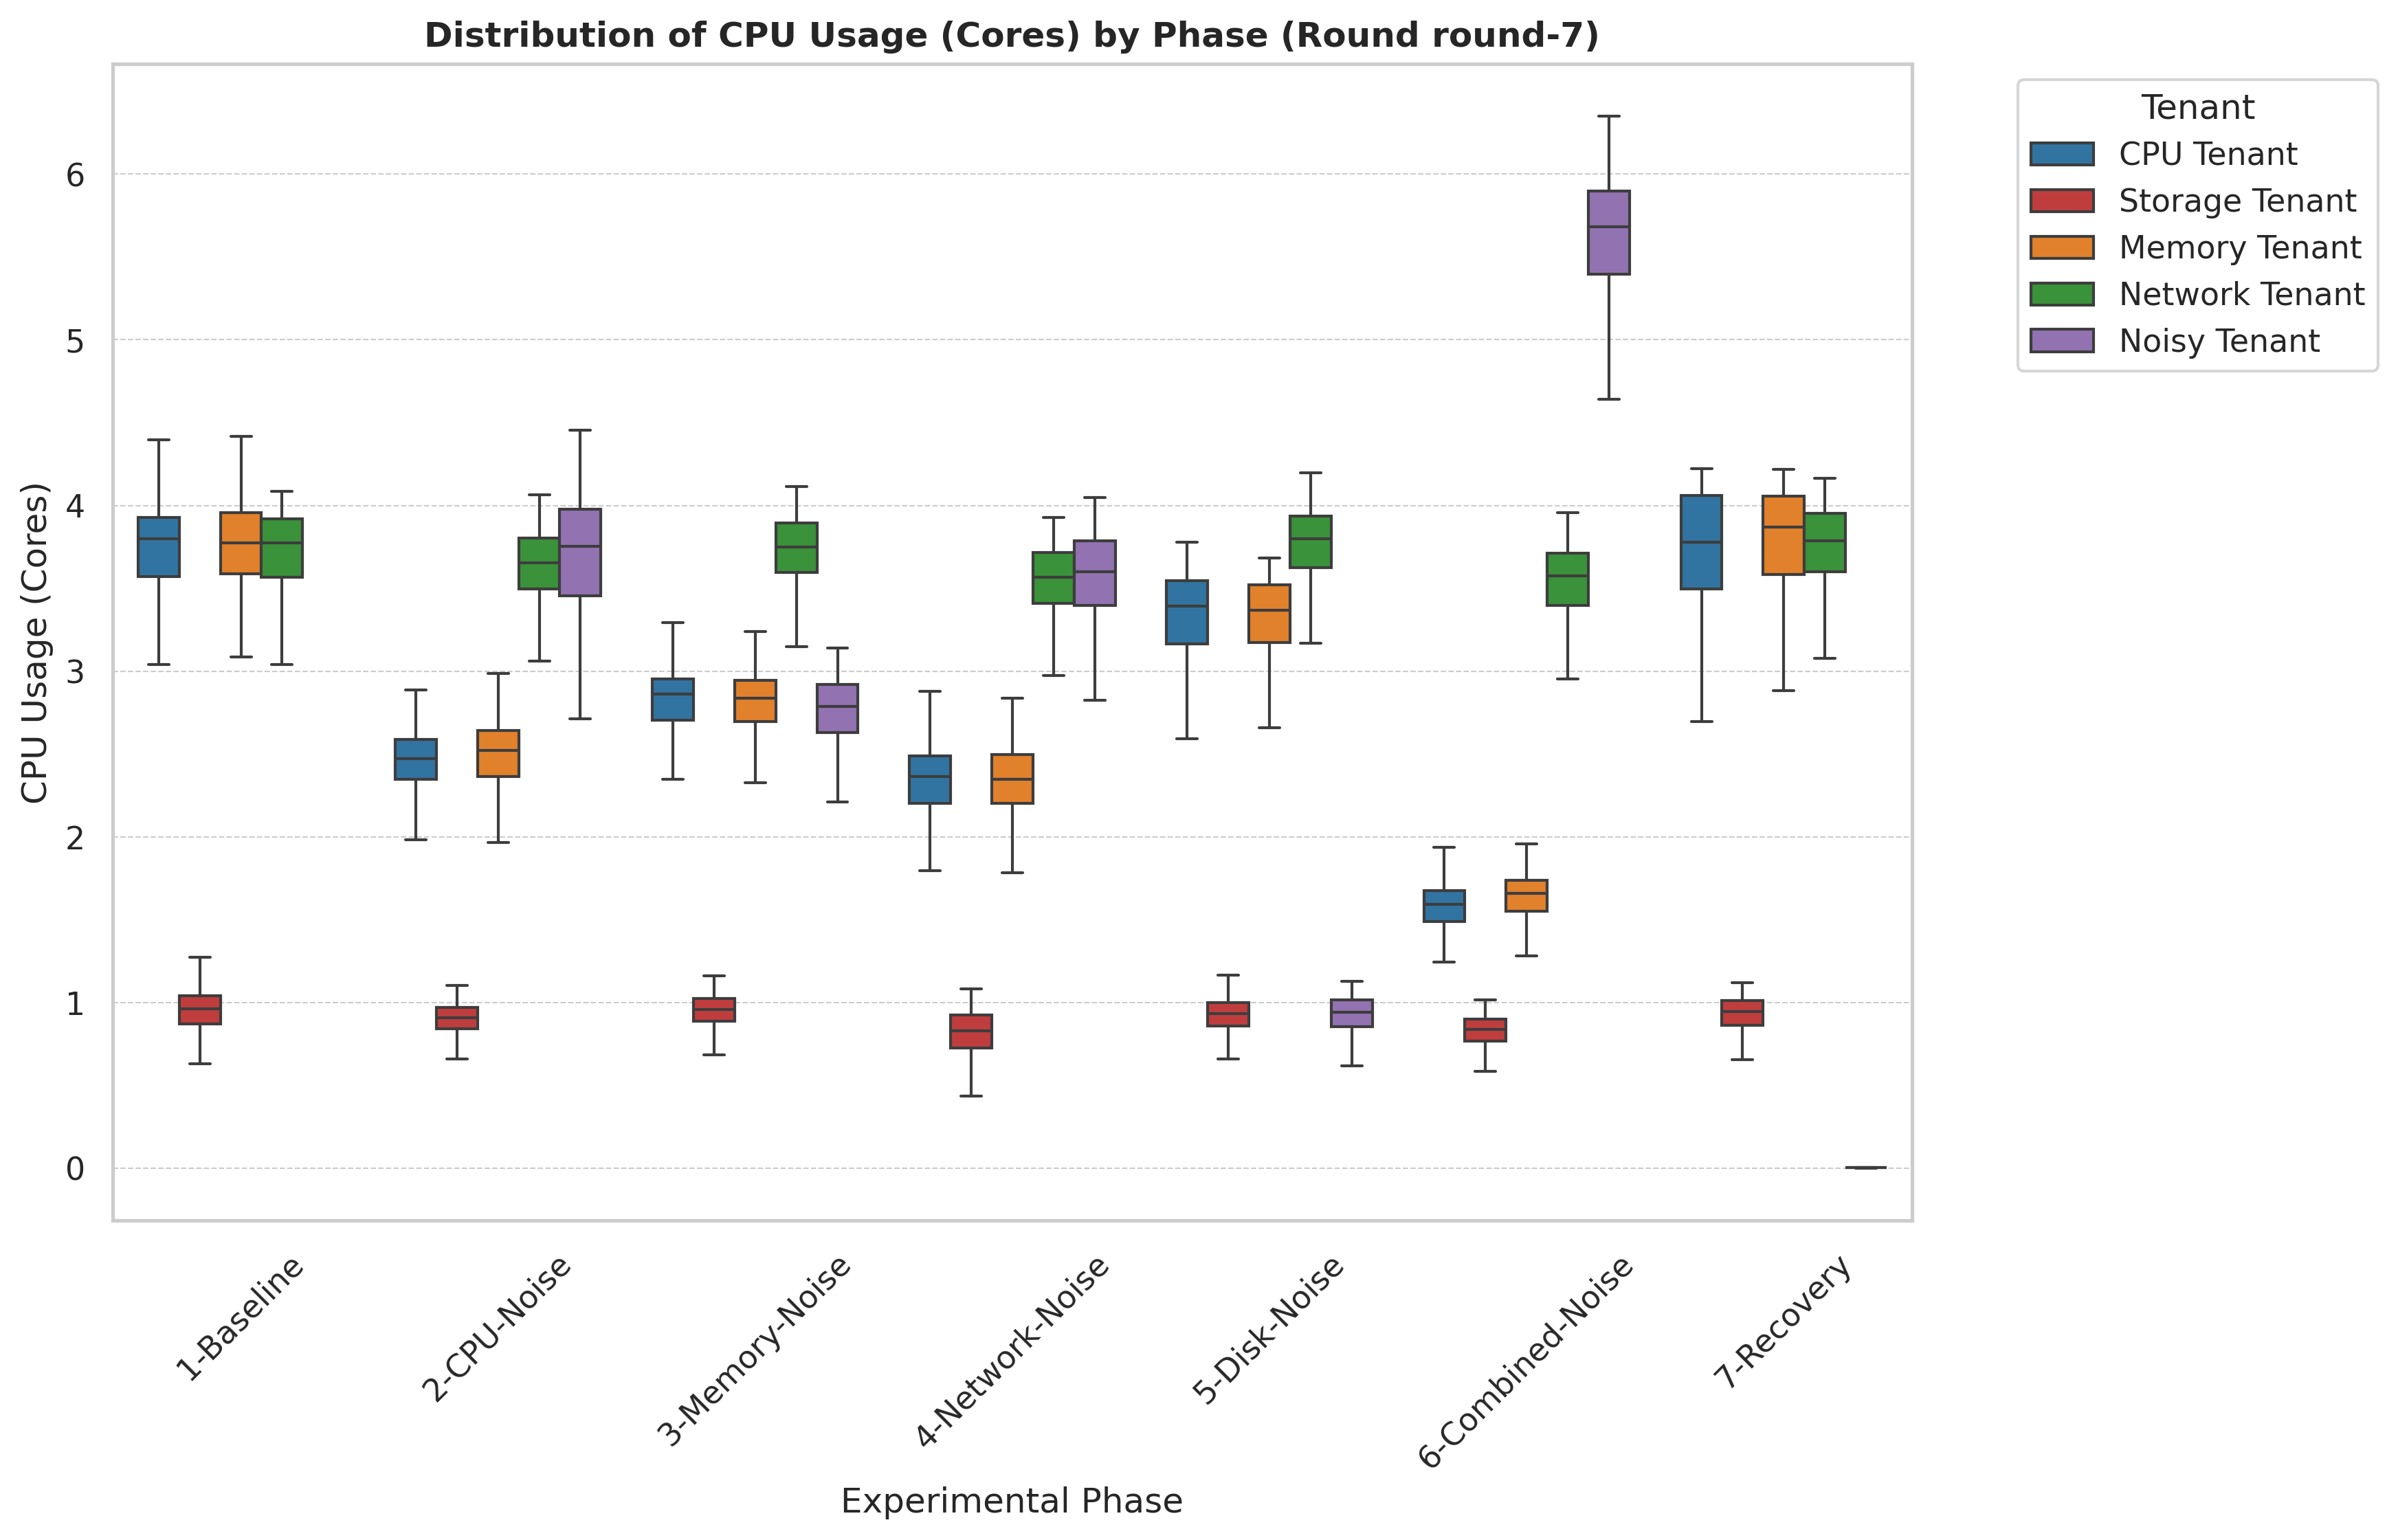 Distribution of CPU Usage (Cores) by Phase (Round round-7)
CPU Usage (Cores)
6
5
4
3
2
1
0
1-Baseline
2-CPU-Noise
3-Memory-Noise
4-Network-Noise
5-Disk-Noise
6-Combined-Noise
7-Recovery
Experimental Phase
Tenant
CPU Tenant
Storage Tenant
Memory Tenant
Network Tenant
Noisy Tenant